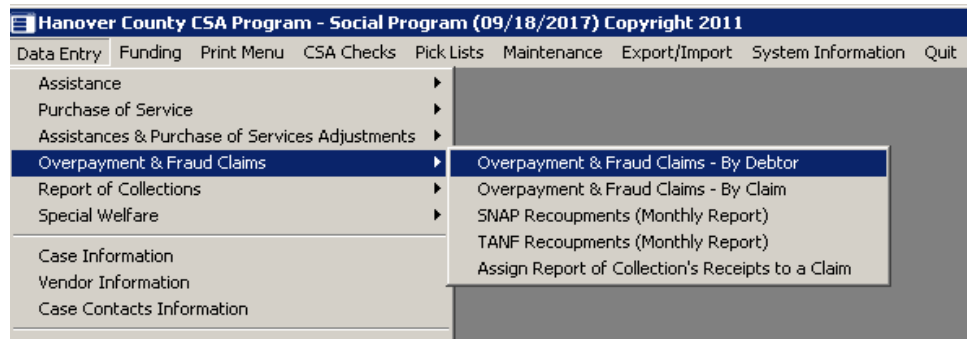 Hanover County CSA Program - Social Program (09/18/2017) Copyright 2011
Data Entry Funding Print Menu CSA Checks Pick Lists Maintenance Export/Import System Information Quit
Assistance
Purchase of Service
Assistances & Purchase of Services Adjustments
Overpayment & Fraud Claims
Report of Collections
Special Welfare
Case Information
Vendor Information
Case Contacts Information
Overpayment & Fraud Claims - By Debtor
Overpayment & Fraud Claims - By Claim
SNAP Recoupments (Monthly Report)
TANF Recoupments (Monthly Report)
Assign Report of Collection's Receipts to a Claim